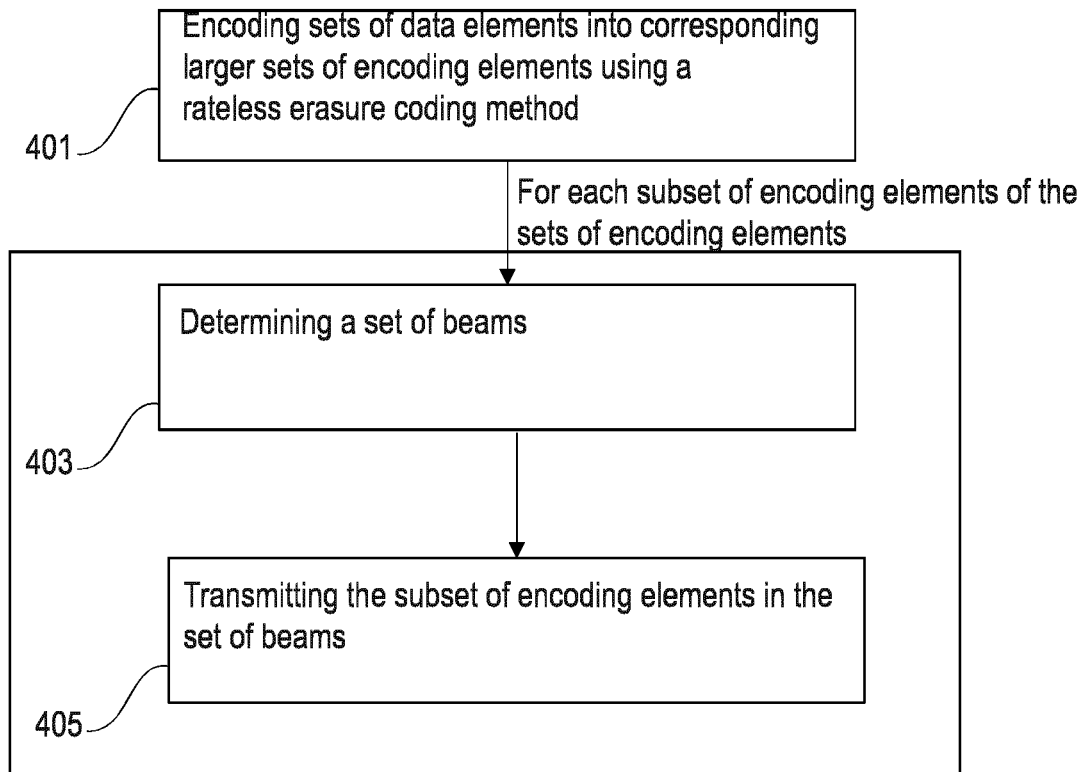 Encoding sets of data elements into corresponding
larger sets of encoding elements using a
rateless erasure coding method
401
For each subset of encoding elements of the
sets of encoding elements
Determining a set of beams
403
Transmitting the subset of encoding elements in the
set of beams
405